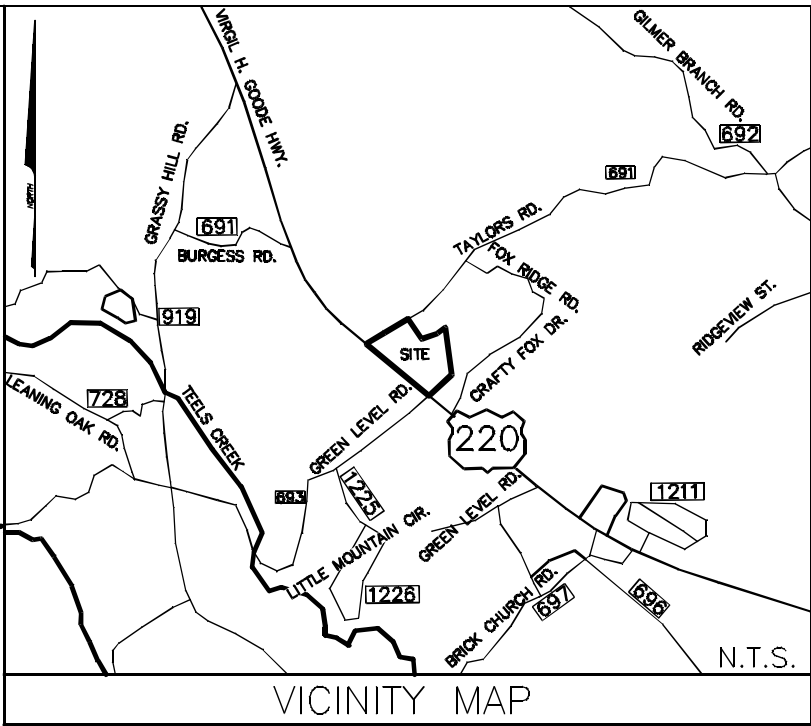 GILMER BRANCH RD.
VIRGIL H. GOODE HWY.
692
GRASSY HILL RD.
691
NORTH
691
TAYLORS RD.
BURGESS RD.
FOX RIDGE RD.
919
RIDGEVIEW ST.
SITE
CRAFTY FOX DR.
LEANING OAK RD.
728
TEELS CREEK
GREEN LEVEL RD.
220
693
1225
GREEN LEVEL RD.
1211
LITTLE MOUNTAIN CIR.
1226
BRICK CHURCH RD.
697
696
N.T.S.
VICINITY MAP